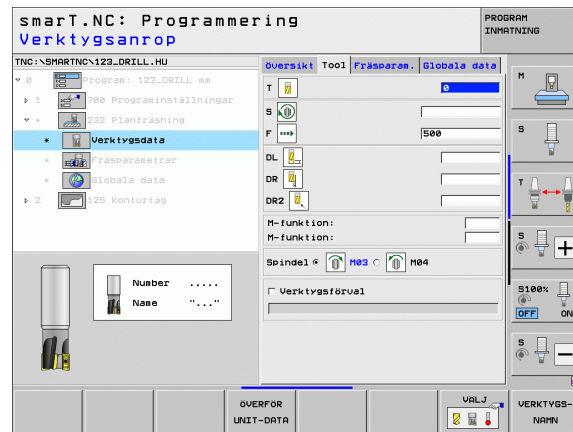 smarT.NC: Programmering
Verktygsanrop
PROGRAM
INMATNING
TNC:\SMARTNC\123_DRILL.HU
0 Program: 123_DRILL mm
1 700 Programinställningar
232 Planfräsning
* Verktygsdata
* Fräsparametrar
* Globala data
2 125 Konturtåg
Number .....
Name "..."
Översikt Tool Fräsparam. Globala data
T 0
S
F 500
DL
DR
DR2
M-funktion:
M-funktion:
Spindel M03 M04
Verktygsförval
M
S
T
S
S100%
OFF ON
S
ÖVERFÖR
UNIT-DATA
VÄLJ
VERKTYGS-
NAMN